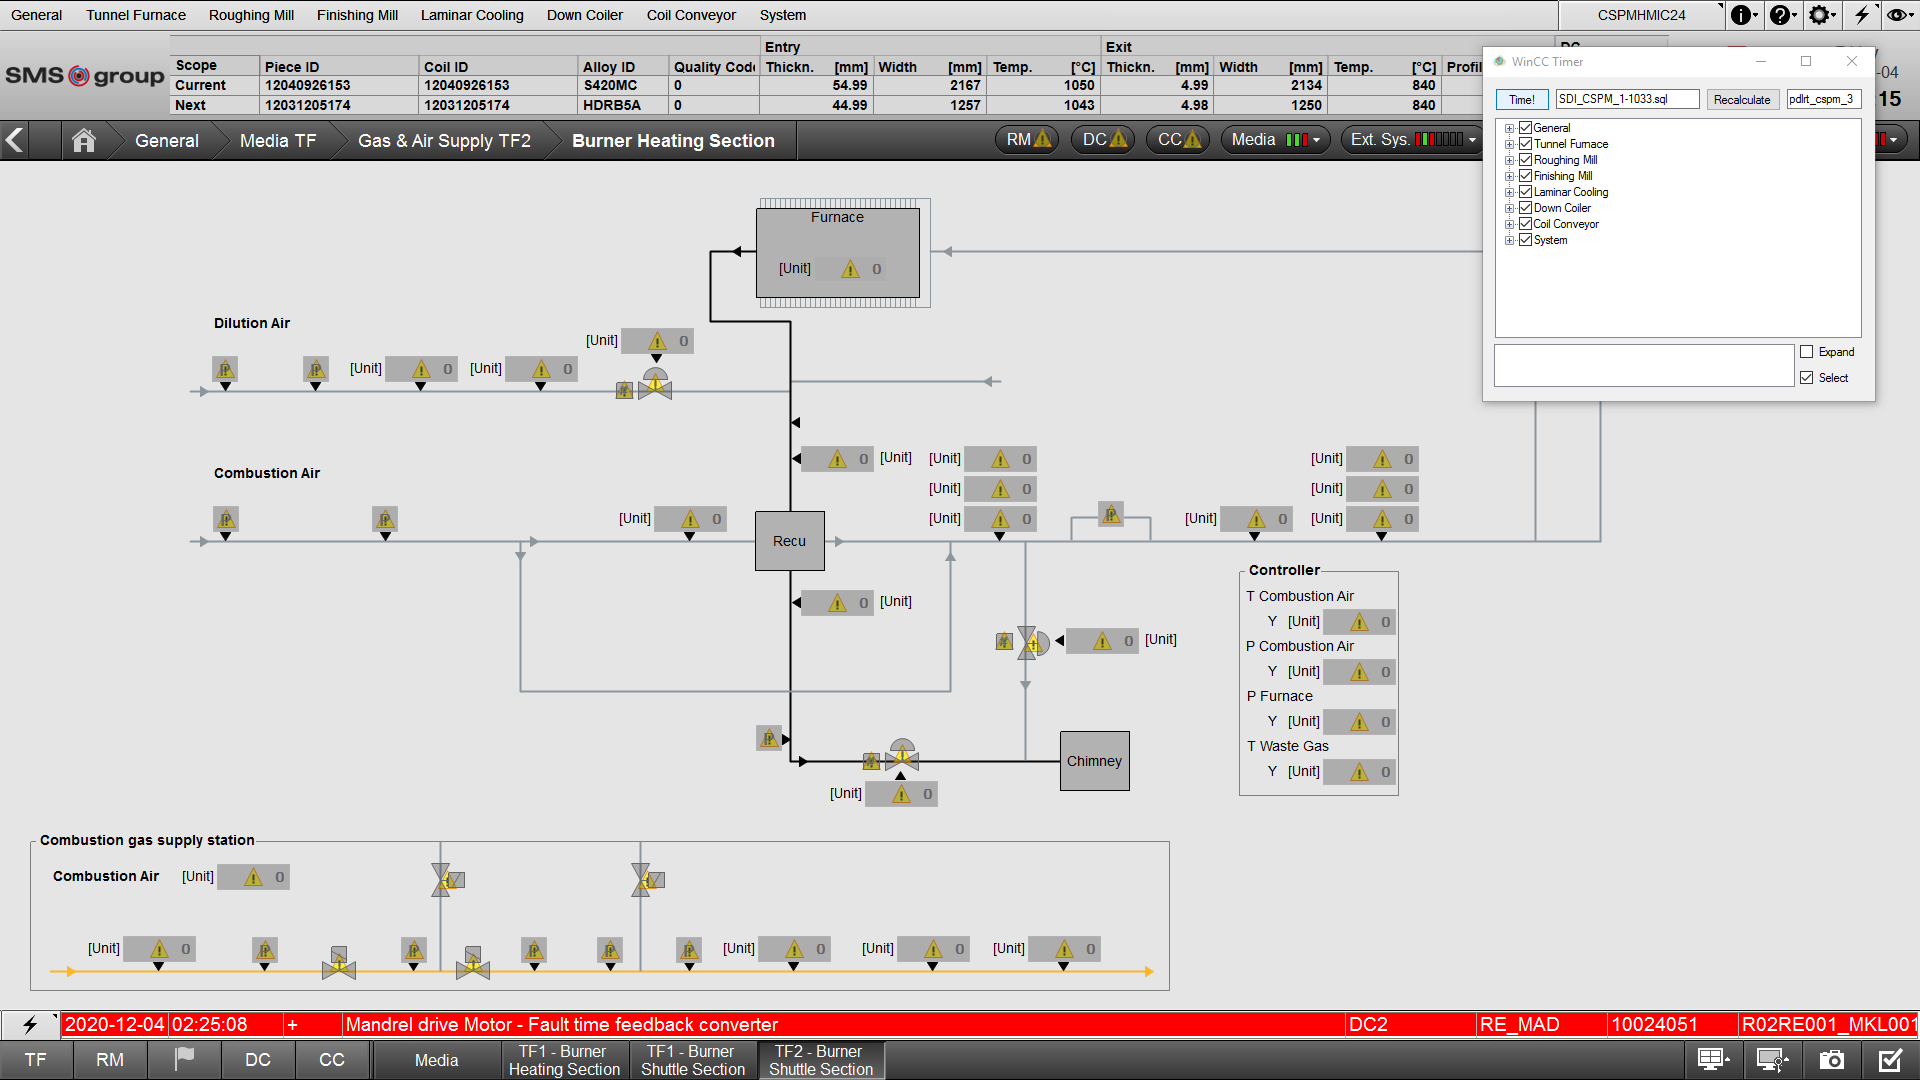 General Tunnel Furnace Roughing Mill Finishing Mill Laminar Cooling Down Coiler Coil Conveyor System CSPMHMIC24
SMS group
Entry Exit
Scope Piece ID Coil ID Alloy ID Quality Code Thickn. [mm] Width [mm] Temp. [°C] Thickn. [mm] Width [mm] Temp. [°C]
Current 12040926153 12040926153 S420MC 0 54.99 2167 1050 4.99 2134 840
Next 12031205174 12031205174 HDRB5A 0 44.99 1257 1043 4.98 1250 840
-04
15
General Media TF Gas & Air Supply TF2 Burner Heating Section RM DC CC Media Ext. Sys.
WinCC Timer
Time! SDI_CSPM_1-1033.sql Recalculate pdlrt_cspm_3
General
Tunnel Furnace
Roughing Mill
Finishing Mill
Laminar Cooling
Down Coiler
Coil Conveyor
System
Expand
Select
Furnace
[Unit] 0
Dilution Air
[Unit] 0
P P [Unit] 0 [Unit] 0
M
0 [Unit] [Unit] 0 [Unit] 0
Combustion Air
[Unit] 0 [Unit] 0
P P [Unit] 0 [Unit] 0 P [Unit] 0 [Unit] 0
Recu
0 [Unit]
M 0 [Unit]
Controller
T Combustion Air
Y [Unit] 0
P Combustion Air
Y [Unit] 0
P Furnace
Y [Unit] 0
T Waste Gas
Y [Unit] 0
P
M
Chimney
[Unit] 0
Combustion gas supply station
Combustion Air [Unit] 0
[Unit] 0 P P P P P [Unit] 0 [Unit] 0 [Unit] 0
2020-12-04 02:25:08 + Mandrel drive Motor - Fault time feedback converter DC2 RE_MAD 10024051 R02RE001_MKL001
TF RM DC CC Media
TF1 - Burner Heating Section
TF1 - Burner Shuttle Section
TF2 - Burner Shuttle Section